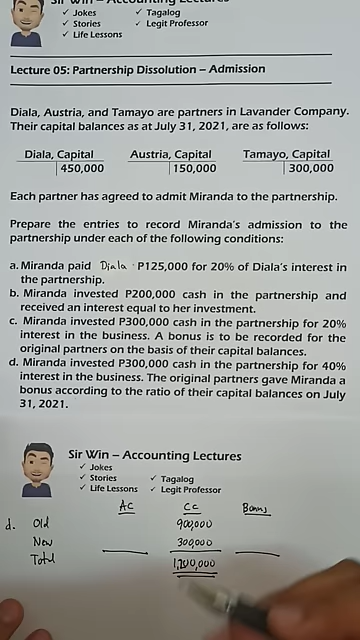 Sir Win – Accounting Lectures
✓ Jokes ✓ Tagalog
✓ Stories ✓ Legit Professor
✓ Life Lessons
Lecture 05: Partnership Dissolution – Admission
Diala, Austria, and Tamayo are partners in Lavander Company.
Their capital balances as at July 31, 2021, are as follows:
Diala, Capital Austria, Capital Tamayo, Capital
450,000 150,000 300,000
Each partner has agreed to admit Miranda to the partnership.
Prepare the entries to record Miranda's admission to the
partnership under each of the following conditions:
a. Miranda paid Diala P125,000 for 20% of Diala's interest in
the partnership.
b. Miranda invested P200,000 cash in the partnership and
received an interest equal to her investment.
c. Miranda invested P300,000 cash in the partnership for 20%
interest in the business. A bonus is to be recorded for the
original partners on the basis of their capital balances.
d. Miranda invested P300,000 cash in the partnership for 40%
interest in the business. The original partners gave Miranda a
bonus according to the ratio of their capital balances on July
31, 2021.
Sir Win – Accounting Lectures
✓ Jokes
✓ Stories ✓ Tagalog
✓ Life Lessons ✓ Legit Professor
AC CC Bonus
d. Old 900,000
New 300,000
Total 1,200,000